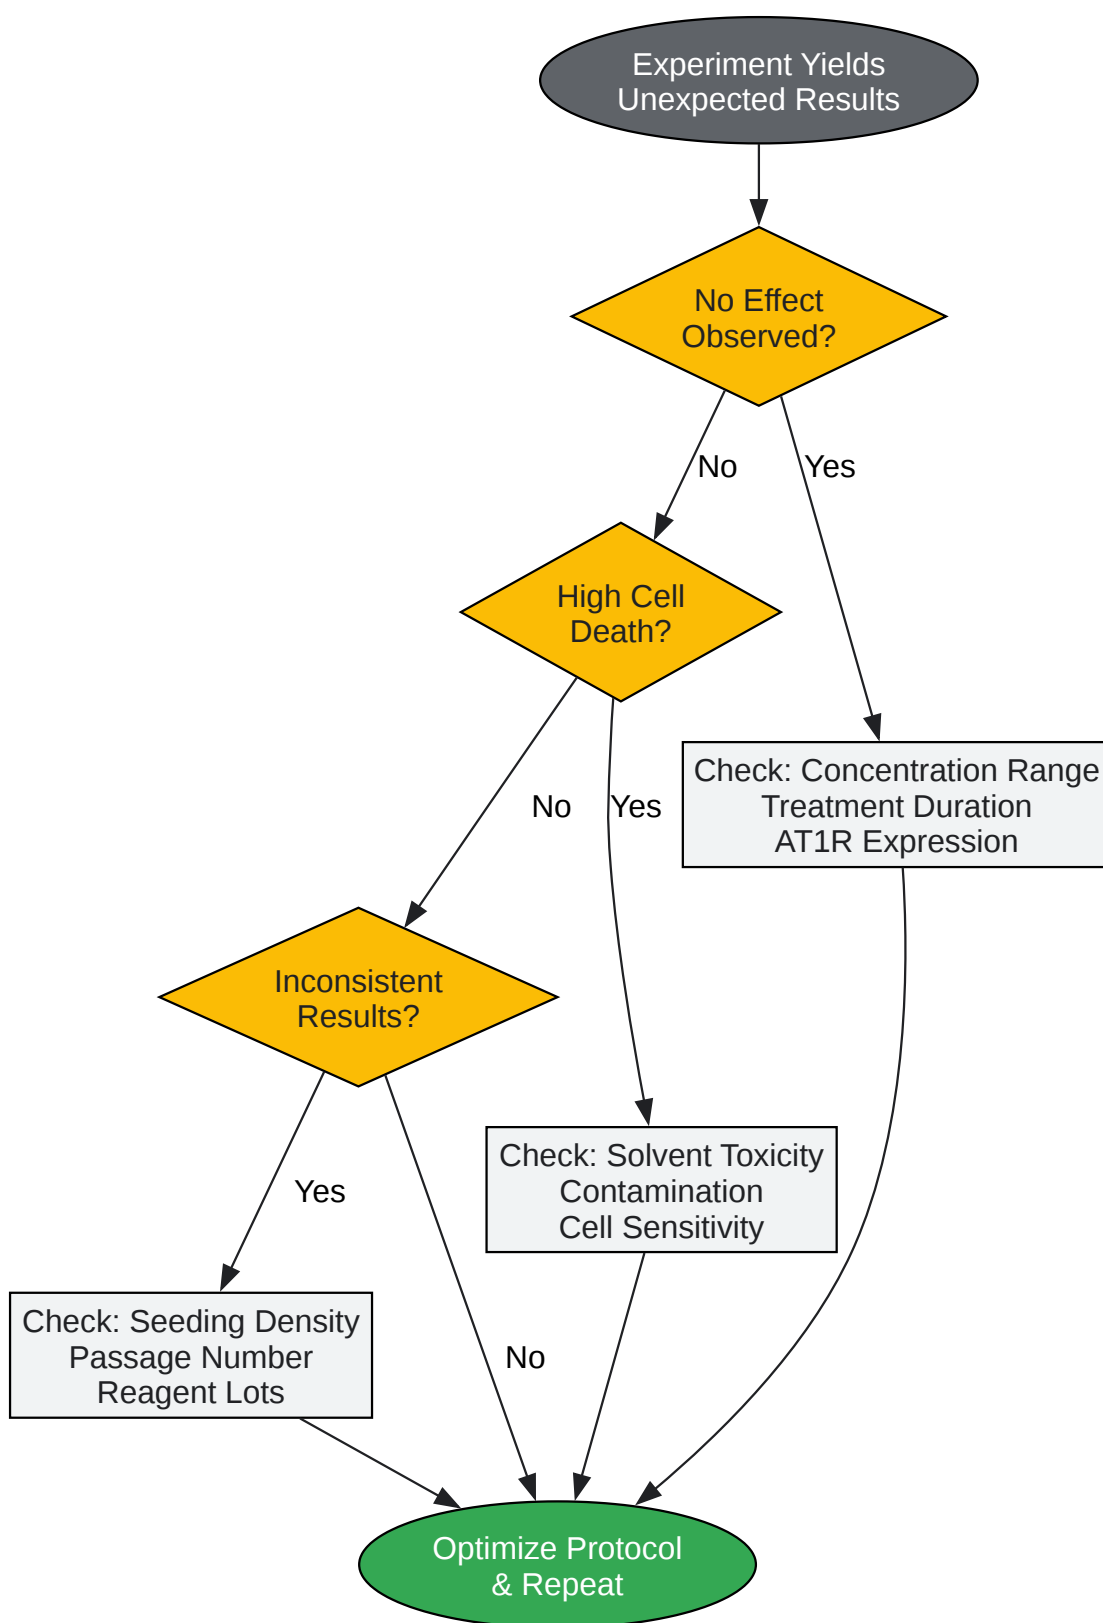 Experiment Yields
Unexpected Results
No Effect
Observed?
No
Yes
High Cell
Death?
No
Yes
Check: Concentration Range
Treatment Duration
AT1R Expression
Inconsistent
Results?
Yes
No
Check: Solvent Toxicity
Contamination
Cell Sensitivity
Check: Seeding Density
Passage Number
Reagent Lots
Optimize Protocol
& Repeat